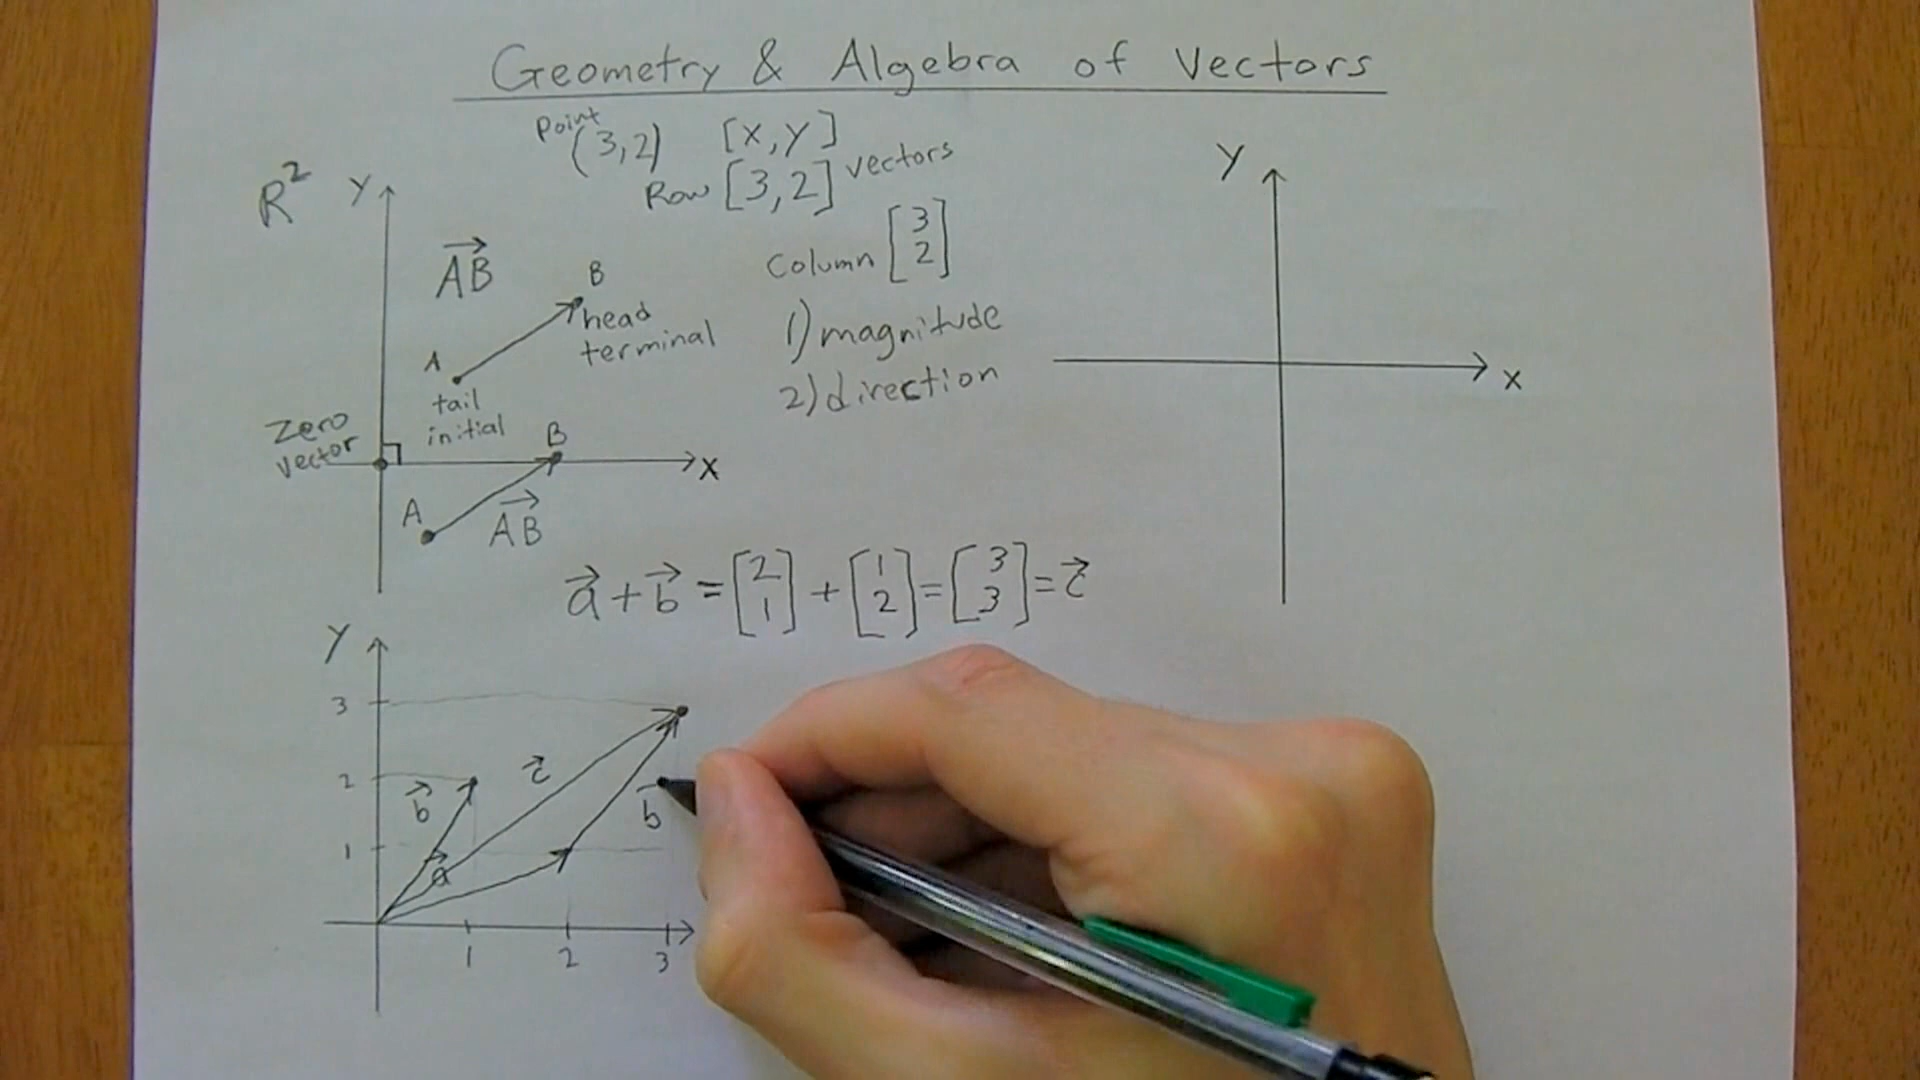 Geometry & Algebra of Vectors
Point
(3,2) [x,y]
Row [3,2] vectors
Column [3 2]
1) magnitude
2) direction
R²
y
AB
B
head
terminal
A
tail
initial
Zero
vector
B
x
A
AB
y
x
a + b = [2 1] + [1 2] = [3 3] = c
y
3
2
1
b
c
b
a
1 2 3